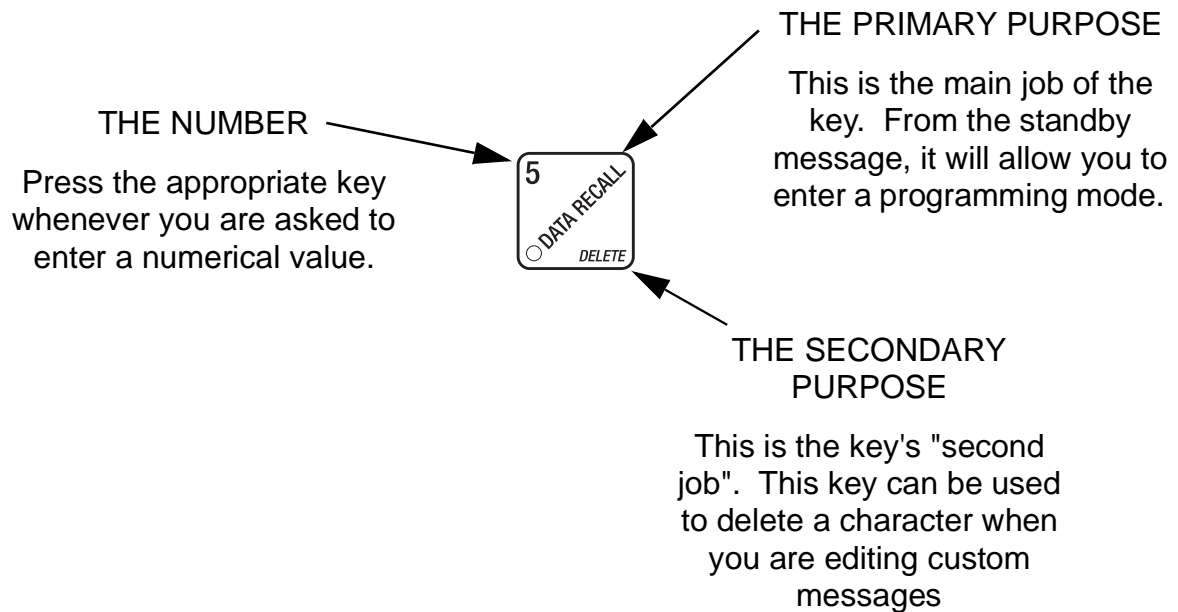 THE PRIMARY PURPOSE
This is the main job of the
key.  From the standby
message, it will allow you to
enter a programming mode.
THE NUMBER
Press the appropriate key
whenever you are asked to
enter a numerical value.
5
DATA RECALL
DELETE
THE SECONDARY
PURPOSE
This is the key's "second
job".  This key can be used
to delete a character when
you are editing custom
messages